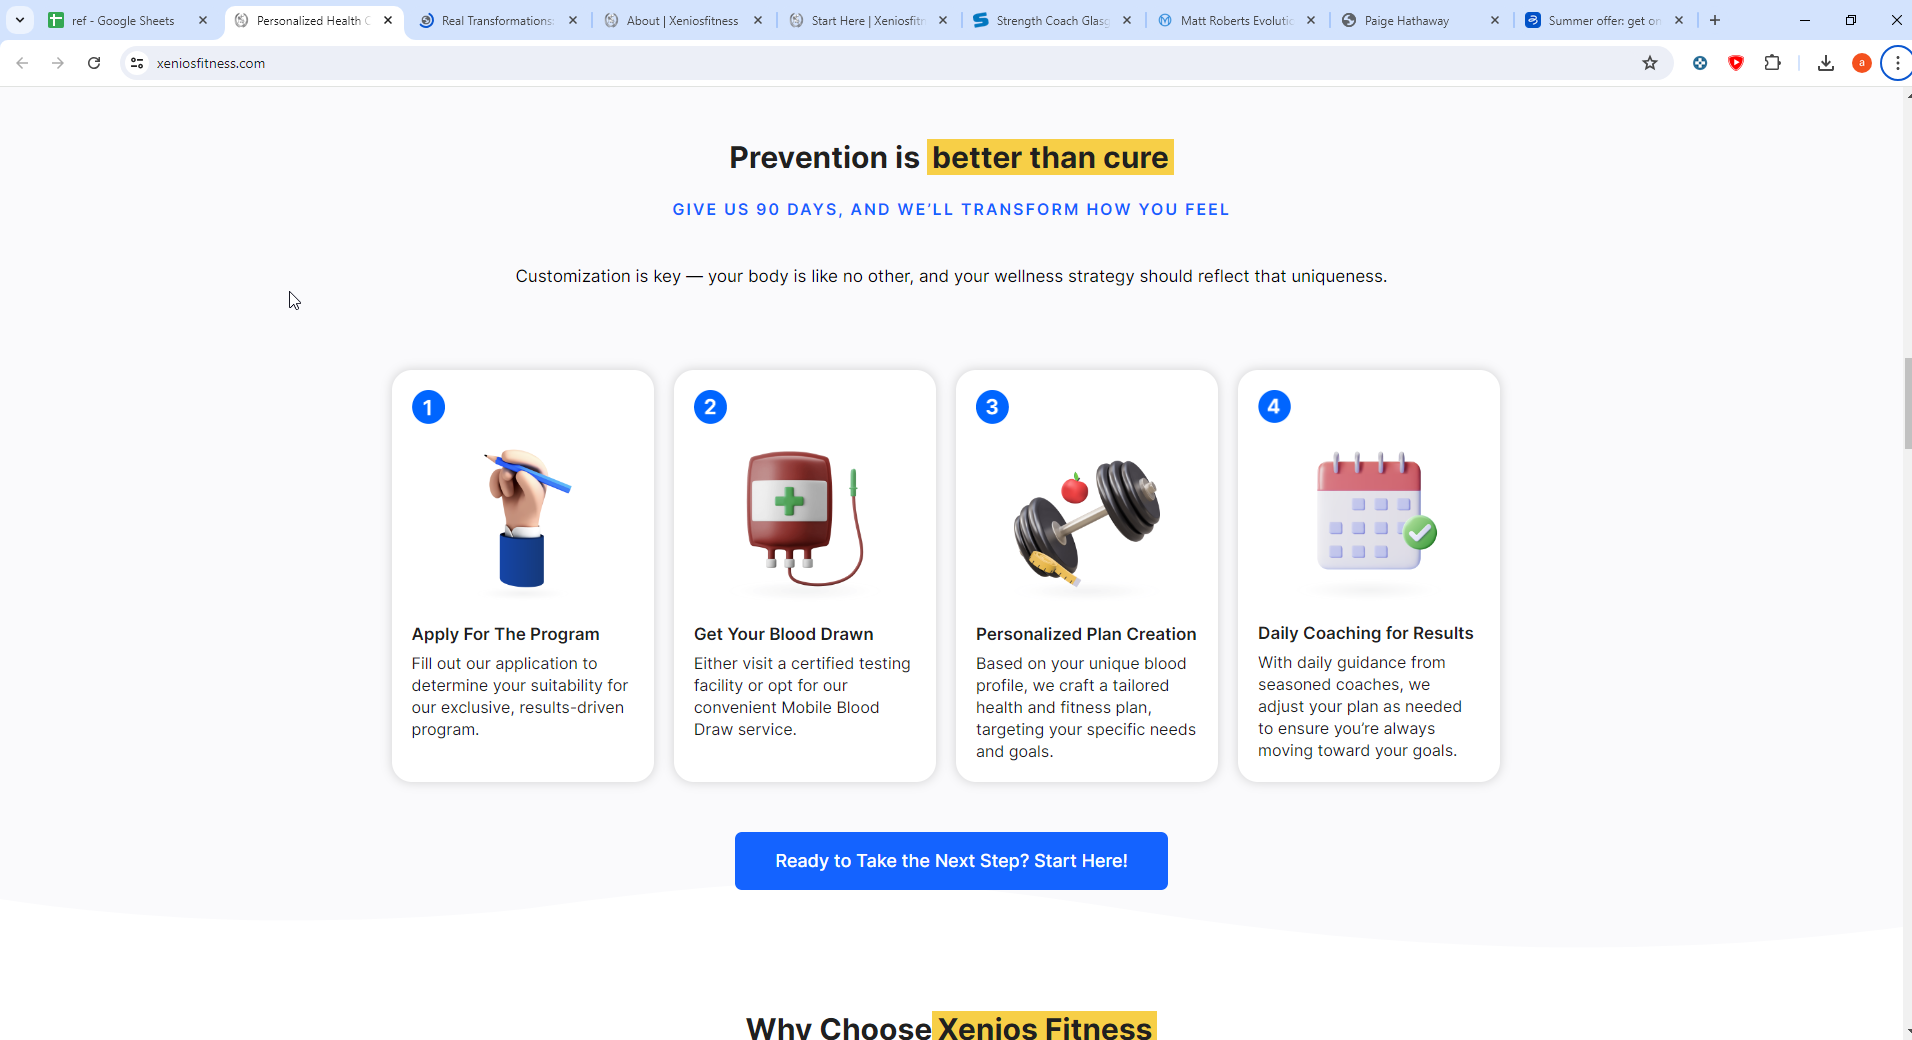 ref - Google Sheets
Personalized Health C
Real Transformations:
About | Xeniosfitness
Start Here | Xeniosfitn
Strength Coach Glasg
Matt Roberts Evolutio
Paige Hathaway
Summer offer: get on
xeniosfitness.com
a
Prevention is better than cure
GIVE US 90 DAYS, AND WE’LL TRANSFORM HOW YOU FEEL
Customization is key — your body is like no other, and your wellness strategy should reflect that uniqueness.
1
Apply For The Program
Fill out our application to
determine your suitability for
our exclusive, results-driven
program.
2
Get Your Blood Drawn
Either visit a certified testing
facility or opt for our
convenient Mobile Blood
Draw service.
3
Personalized Plan Creation
Based on your unique blood
profile, we craft a tailored
health and fitness plan,
targeting your specific needs
and goals.
4
Daily Coaching for Results
With daily guidance from
seasoned coaches, we
adjust your plan as needed
to ensure you’re always
moving toward your goals.
Ready to Take the Next Step? Start Here!
Why Choose Xenios Fitness